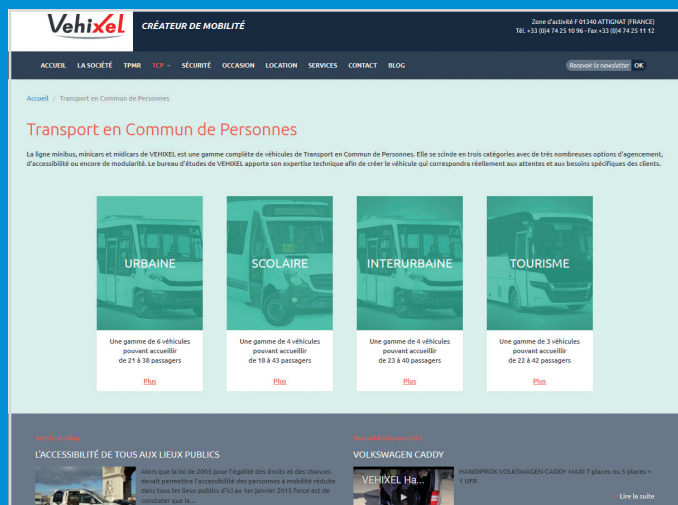 Vehixel
CRÉATEUR DE MOBILITÉ
Zone d'activité F 01340 ATTIGNAT (FRANCE)
Tél. +33 (0)4 74 25 10 96 - Fax +33 (0)4 74 25 11 12
ACCUEIL LA SOCIÉTÉ TPMR TCP SÉCURITÉ OCCASION LOCATION SERVICES CONTACT BLOG
Recevoir la newsletter OK
Accueil / Transport en Commun de Personnes
Transport en Commun de Personnes
La ligne minibus, minicars et midicars de VEHIXEL est une gamme complète de véhicules de Transport en Commun de Personnes. Elle se scinde en trois catégories avec de très nombreuses options d'agencement,
d'accessibilité ou encore de modularité. Le bureau d'études de VEHIXEL apporte son expertise technique afin de créer le véhicule qui correspondra réellement aux attentes et aux besoins spécifiques des clients.
URBAINE
Une gamme de 6 véhicules
pouvant accueillir
de 21 à 38 passagers
Plus
SCOLAIRE
Une gamme de 4 véhicules
pouvant accueillir
de 18 à 43 passagers
Plus
INTERURBAINE
Une gamme de 4 véhicules
pouvant accueillir
de 23 à 40 passagers
Plus
TOURISME
Une gamme de 3 véhicules
pouvant accueillir
de 22 à 42 passagers
Plus
L'ACCESSIBILITÉ DE TOUS AUX LIEUX PUBLICS
Alors que la loi de 2005 pour l'égalité des droits et des chances
devait permettre l'accessibilité des personnes à mobilité réduite
dans tous les lieux publics d'ici au 1er janvier 2015 force est de
constater que la...
Nos véhicules en vidéo
VOLKSWAGEN CADDY
VEHIXEL Ha...
HANDIPROX VOLKSWAGEN CADDY MAXI 7 places ou 5 places +
1 UFR
Lire la suite